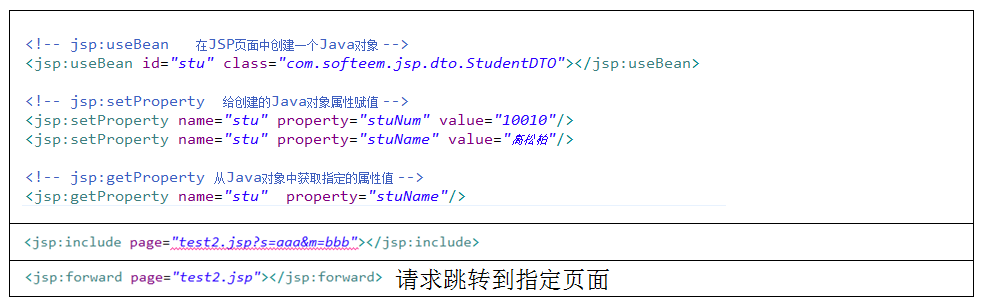 <!-- jsp:useBean   在JSP页面中创建一个Java对象 -->
<jsp:useBean id="stu" class="com.softeem.jsp.dto.StudentDTO"></jsp:useBean>
<!-- jsp:setProperty  给创建的Java对象属性赋值 -->
<jsp:setProperty name="stu" property="stuNum" value="10010"/>
<jsp:setProperty name="stu" property="stuName" value="高松柏"/>
<!-- jsp:getProperty 从Java对象中获取指定的属性值 -->
<jsp:getProperty name="stu"  property="stuName"/>
<jsp:include page="test2.jsp?s=aaa&m=bbb"></jsp:include>
<jsp:forward page="test2.jsp"></jsp:forward> 请求跳转到指定页面